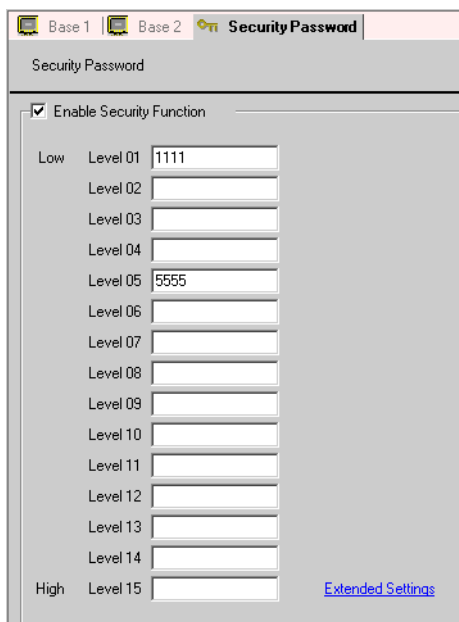 Base 1 Base 2 Security Password
Security Password
Enable Security Function
Low Level 01 1111
Level 02
Level 03
Level 04
Level 05 5555
Level 06
Level 07
Level 08
Level 09
Level 10
Level 11
Level 12
Level 13
Level 14
High Level 15 Extended Settings